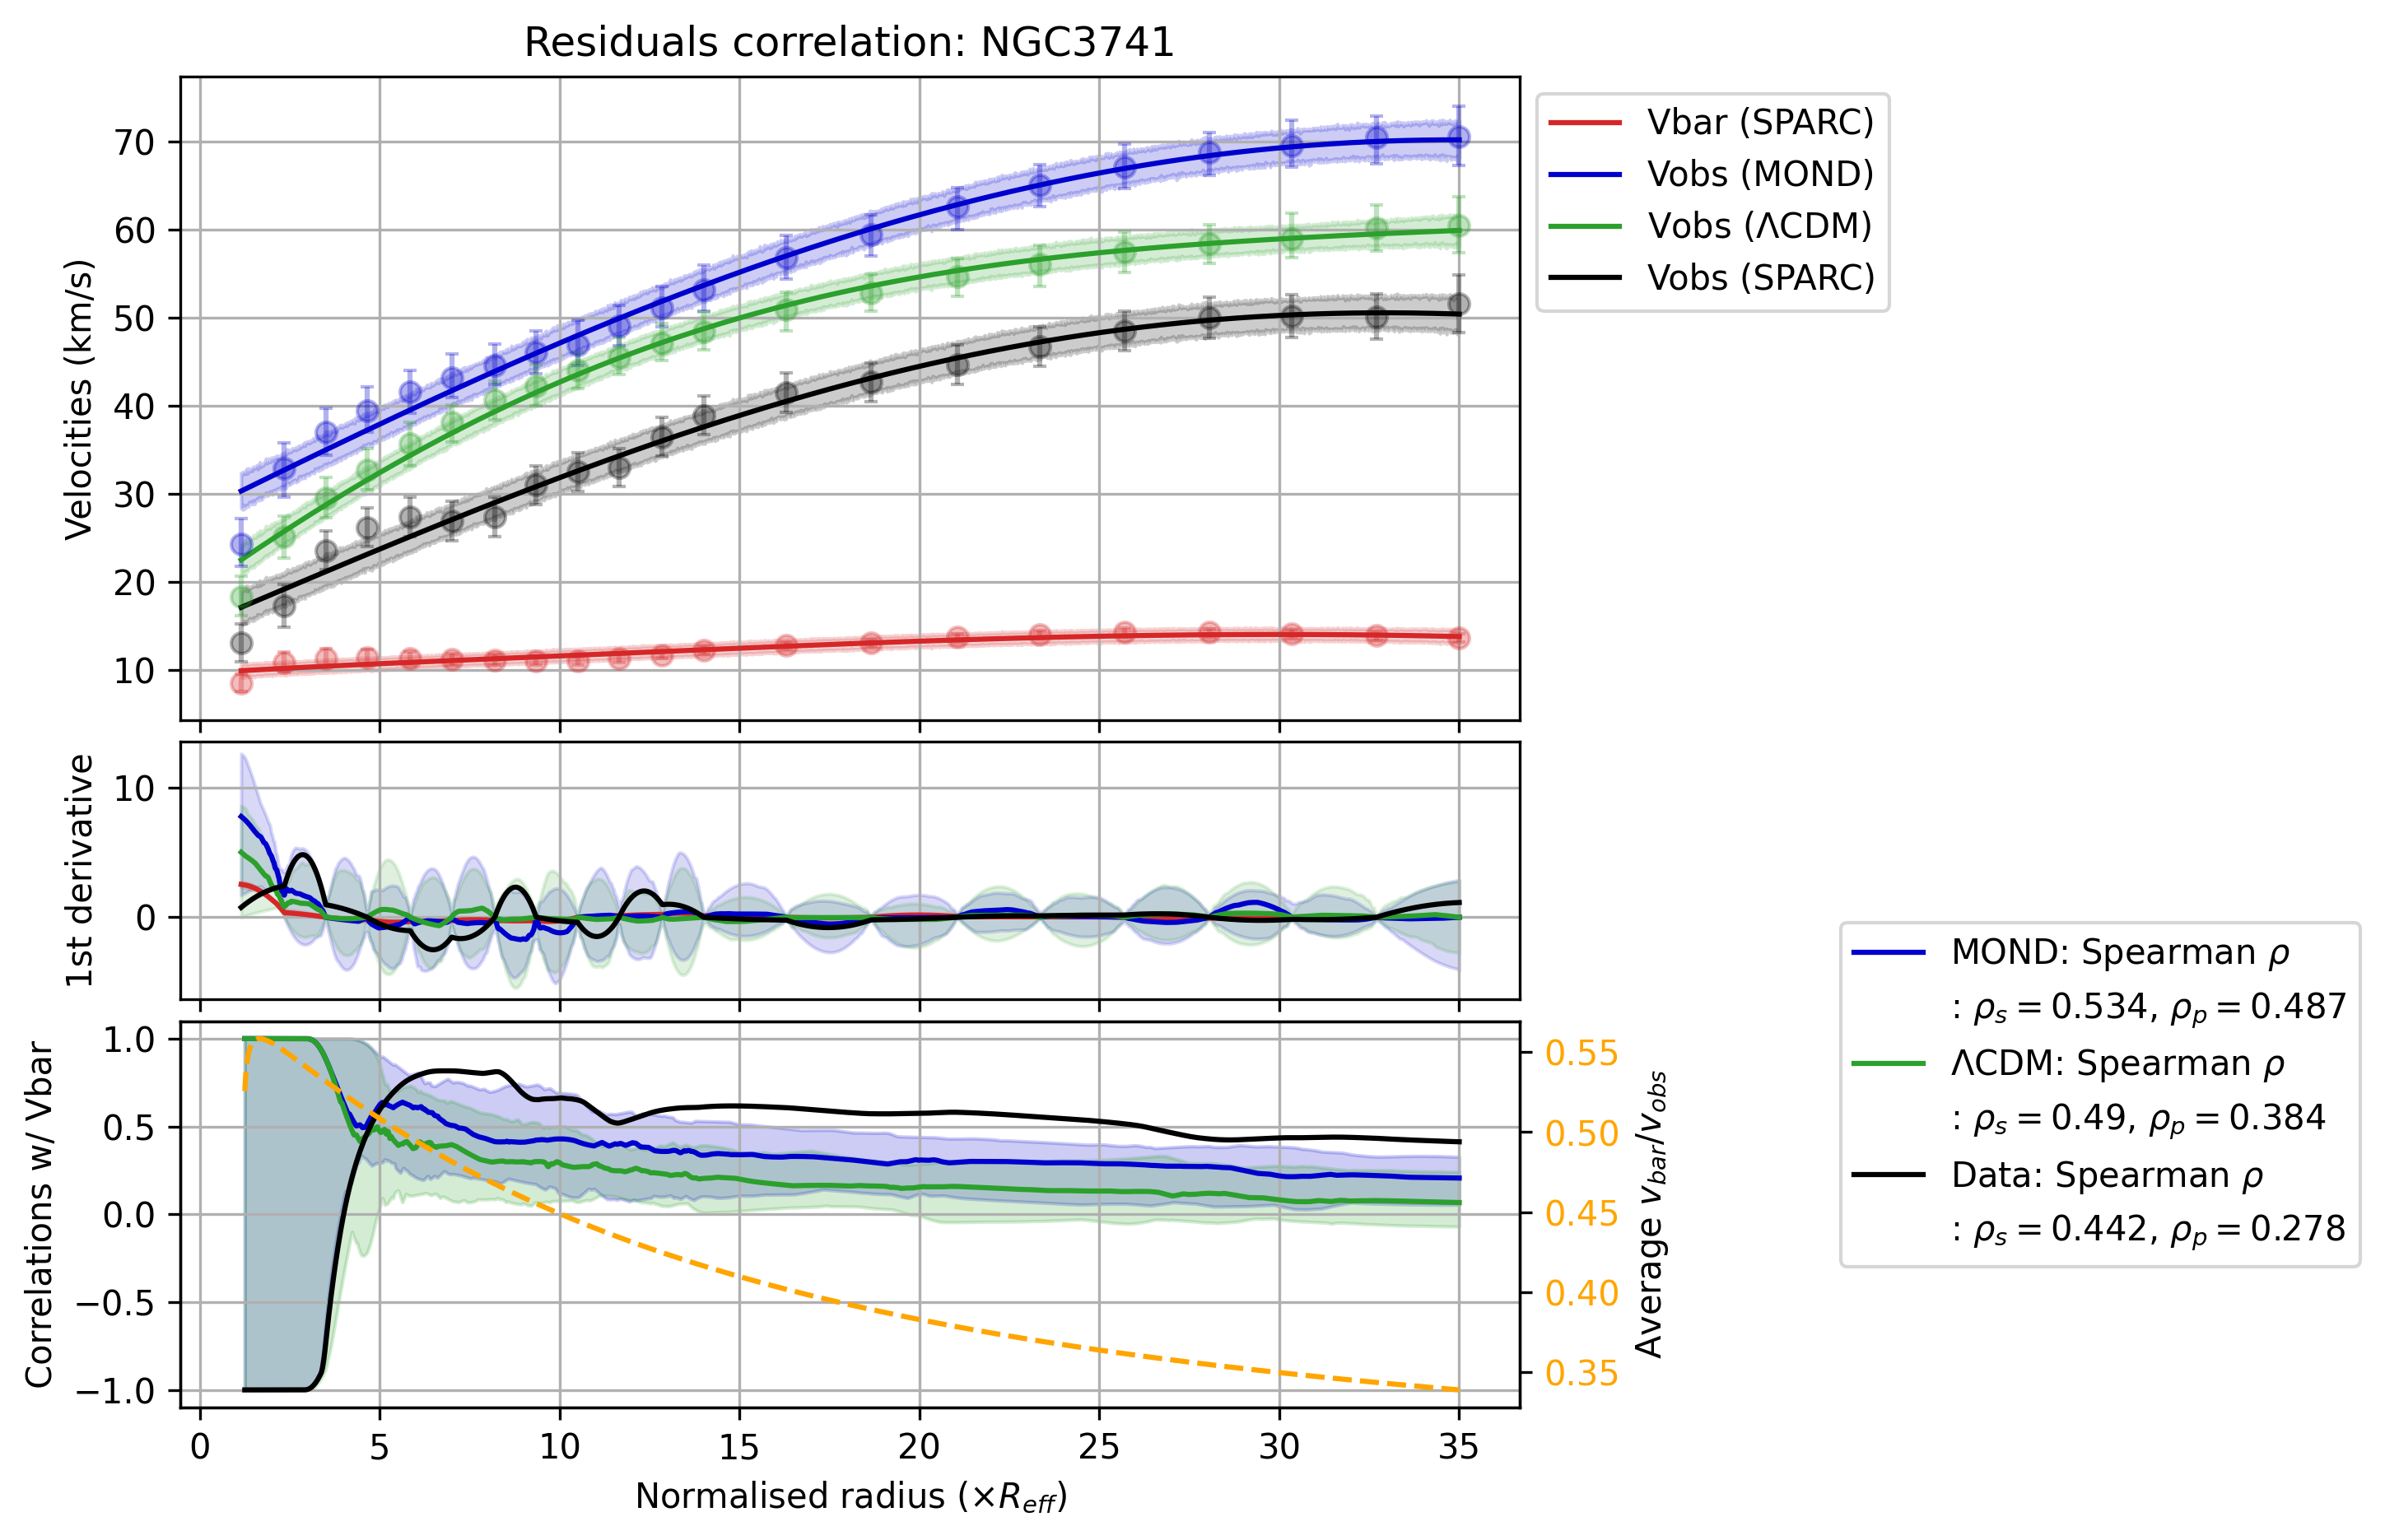 Residuals correlation: NGC3741
Velocities (km/s)
70
60
50
40
30
20
10
Vbar (SPARC)
Vobs (MOND)
Vobs (ΛCDM)
Vobs (SPARC)
1st derivative
10
0
Correlations w/ Vbar
1.0
0.5
0.0
−0.5
−1.0
0.55
0.50
0.45
0.40
0.35
Average v_bar/v_obs
MOND: Spearman ρ
: ρ_s = 0.534, ρ_p = 0.487
ΛCDM: Spearman ρ
: ρ_s = 0.49, ρ_p = 0.384
Data: Spearman ρ
: ρ_s = 0.442, ρ_p = 0.278
0 5 10 15 20 25 30 35
Normalised radius (×R_eff)